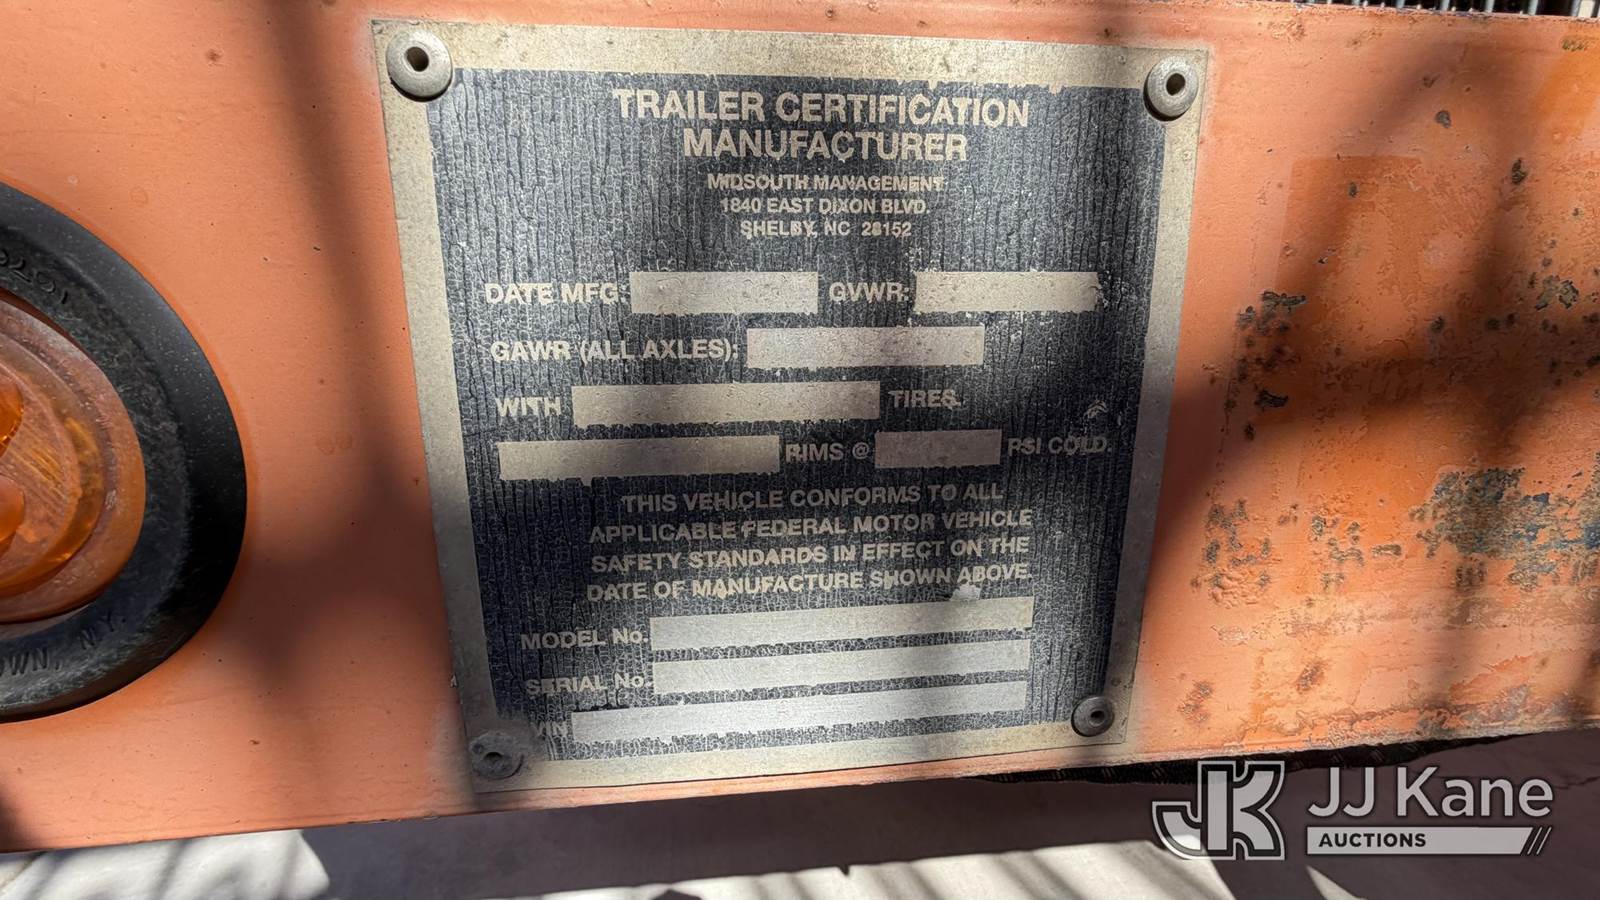 TRAILER CERTIFICATION
MANUFACTURER
MIDSOUTH MANAGEMENT
1840 EAST DIXON BLVD.
SHELBY, NC 28152
DATE MFG: GVWR:
GAWR (ALL AXLES):
WITH TIRES.
RIMS @ PSI COLD.
THIS VEHICLE CONFORMS TO ALL
APPLICABLE FEDERAL MOTOR VEHICLE
SAFETY STANDARDS IN EFFECT ON THE
DATE OF MANUFACTURE SHOWN ABOVE.
MODEL No.
SERIAL No.
VIN
N.Y.
JK JJ Kane
AUCTIONS